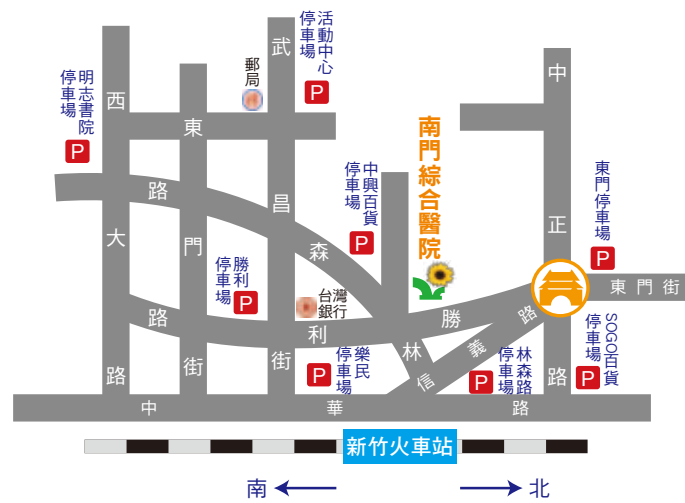 活動中心
停車場
P
武昌街
郵局
明志書院
停車場
P
西大路
東門街
中正路
南門綜合醫院
中興百貨
停車場
P
東門停車場
P
林森路
勝利
停車場
P
台灣
銀行
勝利路
東門街
信義路
樂民
停車場
P
林森路
停車場
P
SOGO百貨
停車場
P
中華路
新竹火車站
南
北